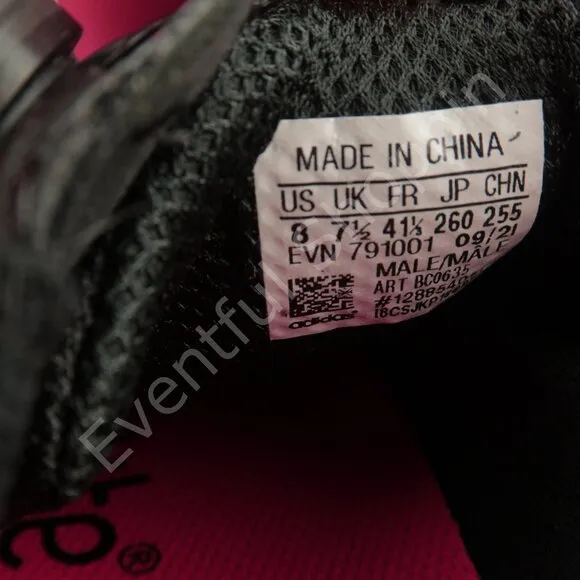 MADE IN CHINA
US UK FR JP CHN
8 7½ 41⅓ 260 255
EVN 791001 09/21
MALE/MÂLE
ART BC0635
adidas
Eventful
®